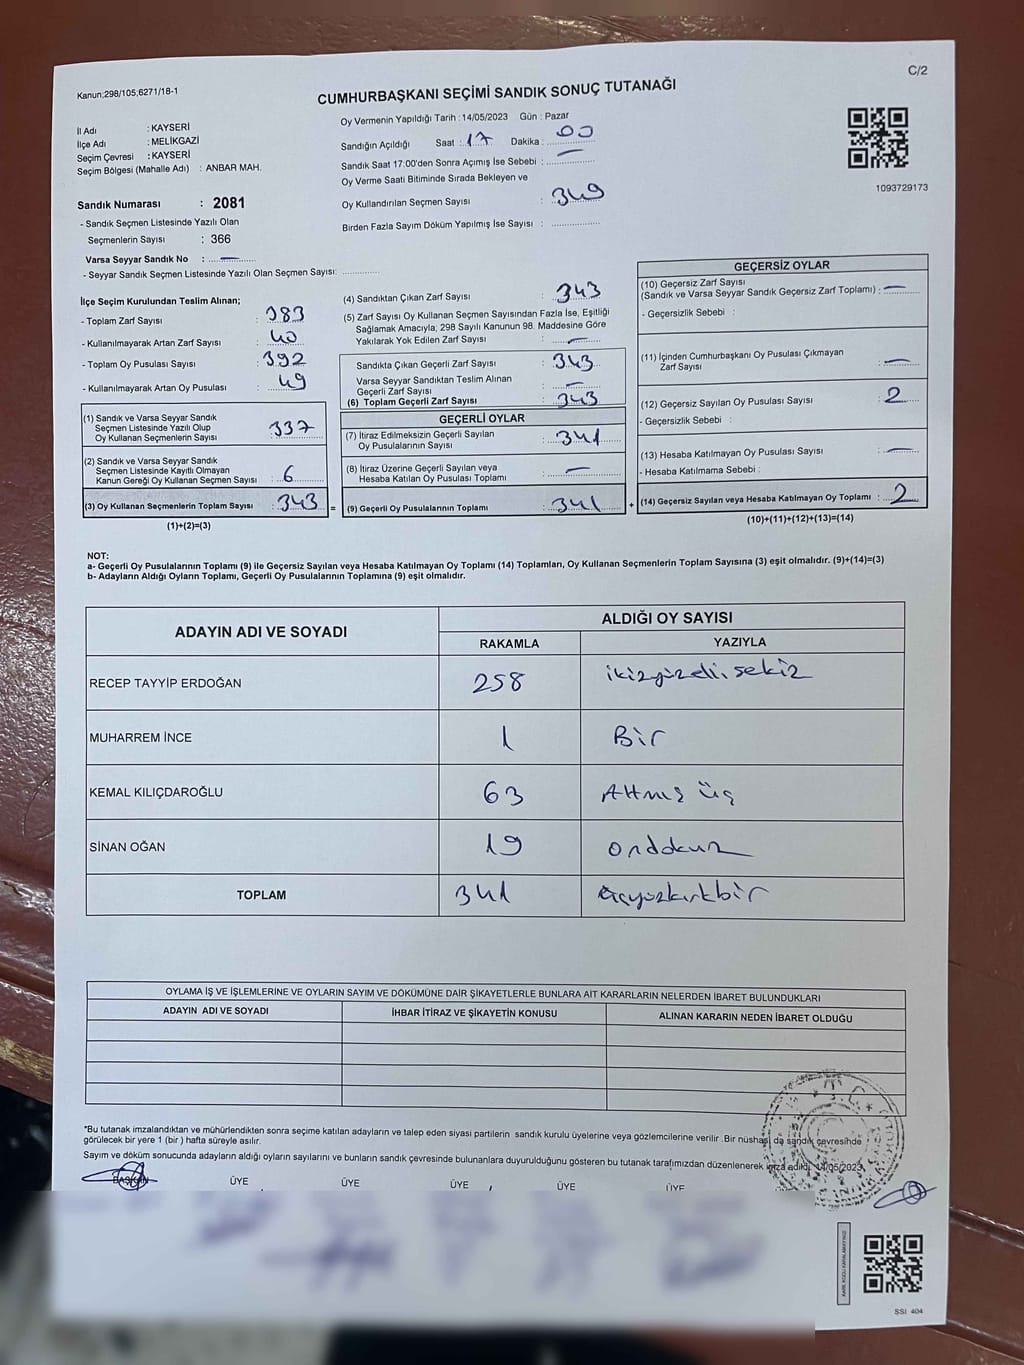 C/2
Kanun;298/105;6271/18-1
CUMHURBAŞKANI SEÇİMİ SANDIK SONUÇ TUTANAĞI
Oy Vermenin Yapıldığı Tarih : 14/05/2023 Gün : Pazar
İl Adı : KAYSERİ
İlçe Adı : MELİKGAZİ
Seçim Çevresi : KAYSERİ
Seçim Bölgesi (Mahalle Adı) : ANBAR MAH.
Sandığın Açıldığı Saat : 17 Dakika : 00
Sandık Saat 17:00'den Sonra Açımış İse Sebebi : —
Oy Verme Saati Bitiminde Sırada Bekleyen ve
Oy Kullandırılan Seçmen Sayısı : 349
Birden Fazla Sayım Döküm Yapılmış İse Sayısı :
1093729173
Sandık Numarası : 2081
- Sandık Seçmen Listesinde Yazılı Olan
Seçmenlerin Sayısı : 366
Varsa Seyyar Sandık No : —
- Seyyar Sandık Seçmen Listesinde Yazılı Olan Seçmen Sayısı:
İlçe Seçim Kurulundan Teslim Alınan;
- Toplam Zarf Sayısı : 383
- Kullanılmayarak Artan Zarf Sayısı : 40
- Toplam Oy Pusulası Sayısı : 392
- Kullanılmayarak Artan Oy Pusulası : 49
(1) Sandık ve Varsa Seyyar Sandık
Seçmen Listesinde Yazılı Olup
Oy Kullanan Seçmenlerin Sayısı : 337
(2) Sandık ve Varsa Seyyar Sandık
Seçmen Listesinde Kayıtlı Olmayan
Kanun Gereği Oy Kullanan Seçmen Sayısı : 6
(3) Oy Kullanan Seçmenlerin Toplam Sayısı : 343 =
(1)+(2)=(3)
(4) Sandıktan Çıkan Zarf Sayısı : 343
(5) Zarf Sayısı Oy Kullanan Seçmen Sayısından Fazla İse, Eşitliği
Sağlamak Amacıyla; 298 Sayılı Kanunun 98. Maddesine Göre
Yakılarak Yok Edilen Zarf Sayısı : —
Sandıkta Çıkan Geçerli Zarf Sayısı : 343
Varsa Seyyar Sandıktan Teslim Alınan
Geçerli Zarf Sayısı : —
(6) Toplam Geçerli Zarf Sayısı : 343
GEÇERLİ OYLAR
(7) İtiraz Edilmeksizin Geçerli Sayılan
Oy Pusulalarının Sayısı : 341
(8) İtiraz Üzerine Geçerli Sayılan veya
Hesaba Katılan Oy Pusulası Toplamı : —
(9) Geçerli Oy Pusulalarının Toplamı : 341 +
GEÇERSİZ OYLAR
(10) Geçersiz Zarf Sayısı
(Sandık ve Varsa Seyyar Sandık Geçersiz Zarf Toplamı) : —
- Geçersizlik Sebebi :
(11) İçinden Cumhurbaşkanı Oy Pusulası Çıkmayan
Zarf Sayısı : —
(12) Geçersiz Sayılan Oy Pusulası Sayısı : 2
- Geçersizlik Sebebi :
(13) Hesaba Katılmayan Oy Pusulası Sayısı : —
- Hesaba Katılmama Sebebi :
(14) Geçersiz Sayılan veya Hesaba Katılmayan Oy Toplamı : 2
(10)+(11)+(12)+(13)=(14)
NOT:
a- Geçerli Oy Pusulalarının Toplamı (9) ile Geçersiz Sayılan veya Hesaba Katılmayan Oy Toplamı (14) Toplamları, Oy Kullanan Seçmenlerin Toplam Sayısına (3) eşit olmalıdır. (9)+(14)=(3)
b- Adayların Aldığı Oyların Toplamı, Geçerli Oy Pusulalarının Toplamına (9) eşit olmalıdır.
ADAYIN ADI VE SOYADI ALDIĞI OY SAYISI
RAKAMLA YAZIYLA
RECEP TAYYİP ERDOĞAN 258 ikiyüzelli sekiz
MUHARREM İNCE 1 Bir
KEMAL KILIÇDAROĞLU 63 Altmış üç
SİNAN OĞAN 19 ondokuz
TOPLAM 341 üçyüzkırkbir
OYLAMA İŞ VE İŞLEMLERİNE VE OYLARIN SAYIM VE DÖKÜMÜNE DAİR ŞİKAYETLERLE BUNLARA AİT KARARLARIN NELERDEN İBARET BULUNDUKLARI
ADAYIN ADI VE SOYADI İHBAR İTİRAZ VE ŞİKAYETİN KONUSU ALINAN KARARIN NEDEN İBARET OLDUĞU
*Bu tutanak imzalandıktan ve mühürlendikten sonra seçime katılan adayların ve talep eden siyasi partilerin sandık kurulu üyelerine veya gözlemcilerine verilir .Bir nüshası da sandık çevresinde
görülecek bir yere 1 (bir ) hafta süreyle asılır.
Sayım ve döküm sonucunda adayların aldığı oyların sayılarını ve bunların sandık çevresinde bulunanlara duyurulduğunu gösteren bu tutanak tarafımızdan düzenlenerek imza edildi. 14/05/2023
BAŞKAN ÜYE ÜYE ÜYE ÜYE ÜYE
SSI 404